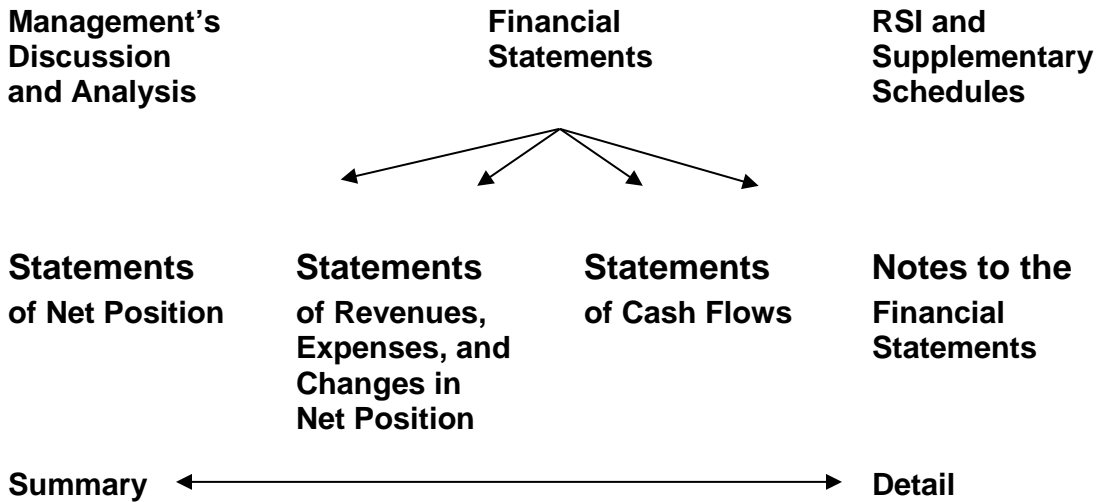 Management’s
Discussion
and Analysis
Financial
Statements
RSI and
Supplementary
Schedules
Statements
of Net Position
Statements
of Revenues,
Expenses, and
Changes in
Net Position
Statements
of Cash Flows
Notes to the
Financial
Statements
Summary
Detail